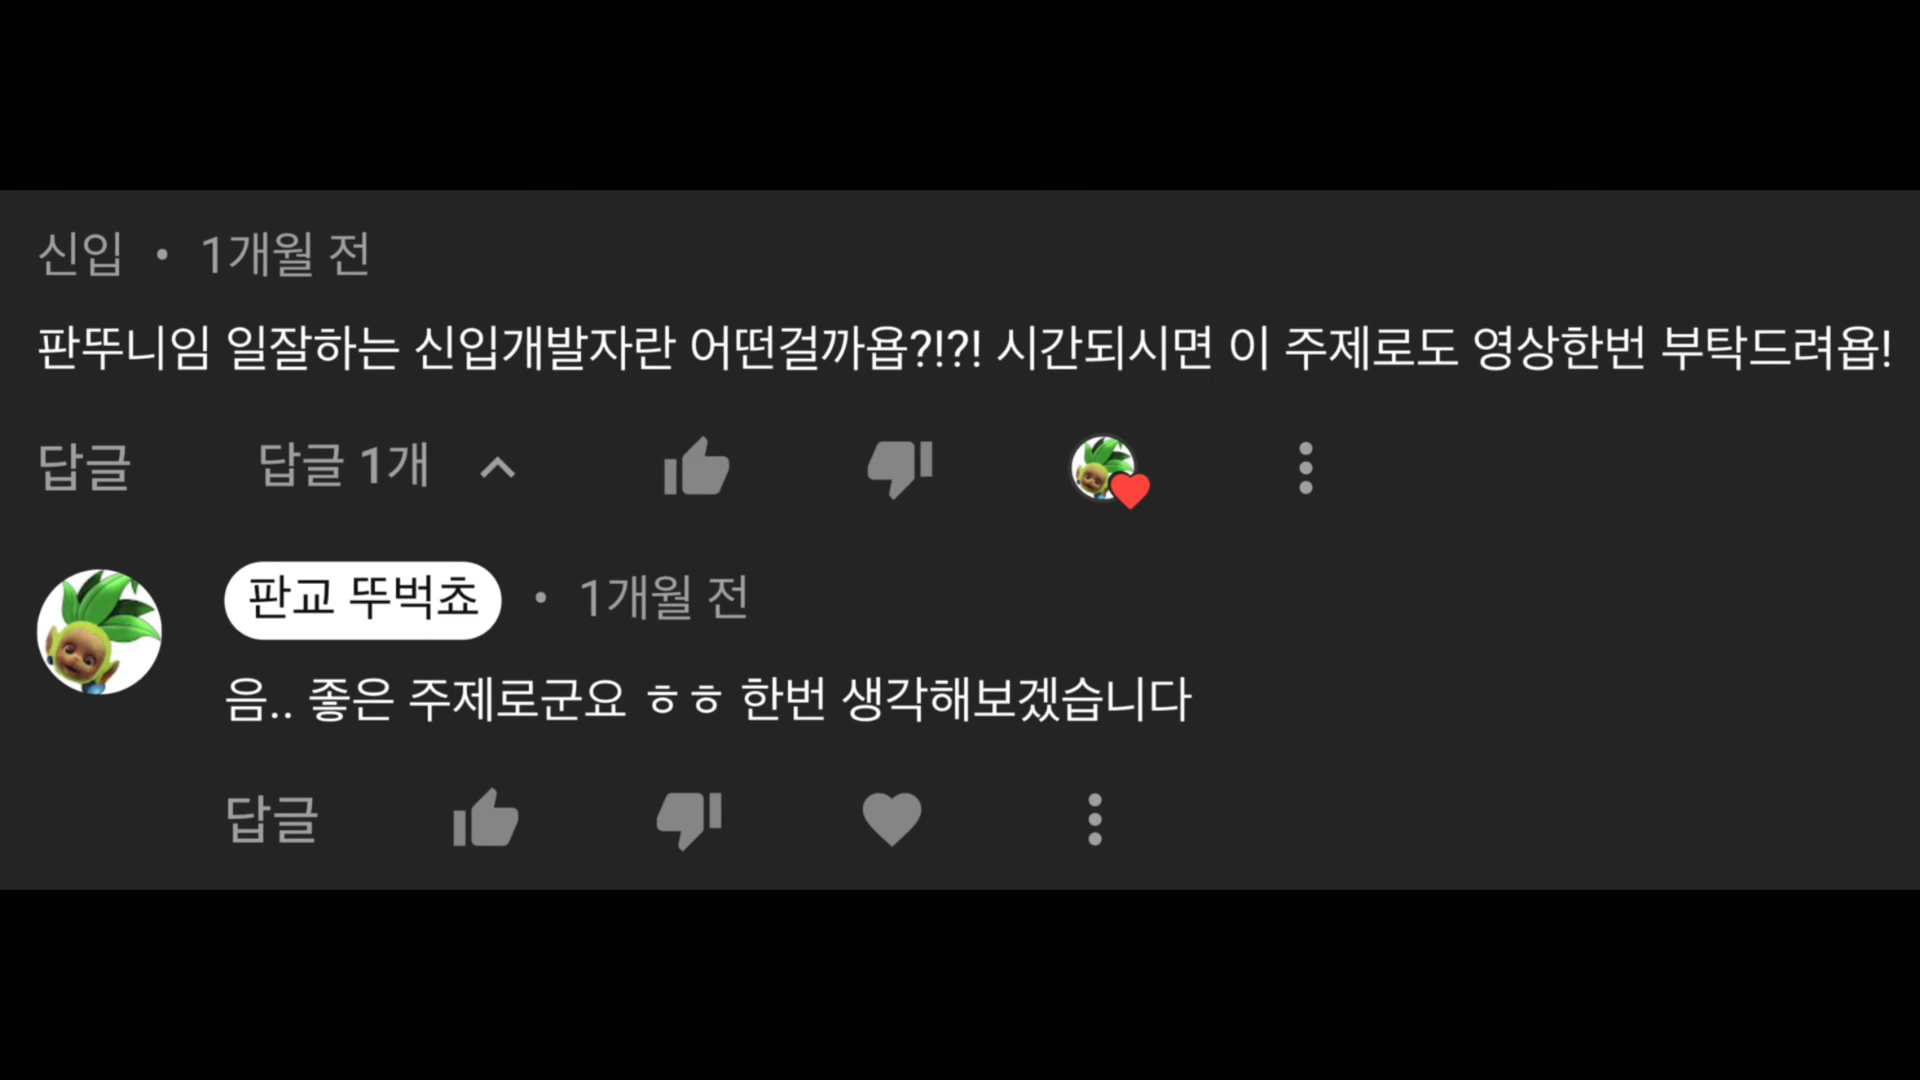 신입 • 1개월 전
판뚜니임 일잘하는 신입개발자란 어떤걸까욥?!?! 시간되시면 이 주제로도 영상한번 부탁드려욥!
답글 답글 1개
판교 뚜벅쵸 • 1개월 전
음.. 좋은 주제로군요 ㅎㅎ 한번 생각해보겠습니다
답글